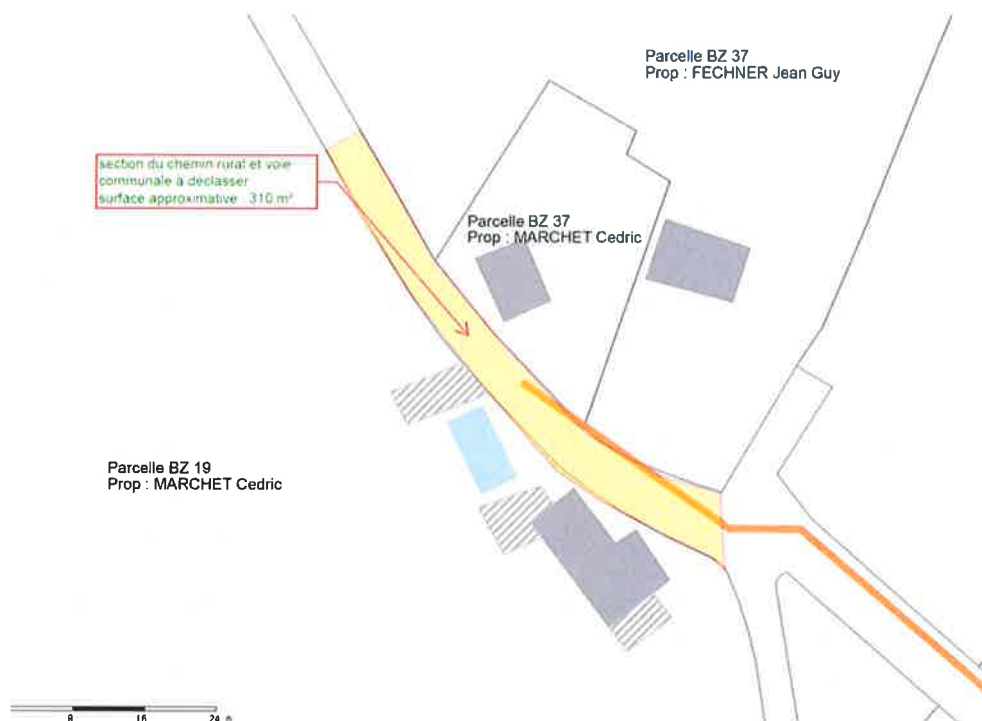 Parcelle BZ 37
Prop : FECHNER Jean Guy
section du chemin rural et voie
communale à déclasser
surface approximative : 310 m²
Parcelle BZ 37
Prop : MARCHET Cedric
Parcelle BZ 19
Prop : MARCHET Cedric
8 16 24 m